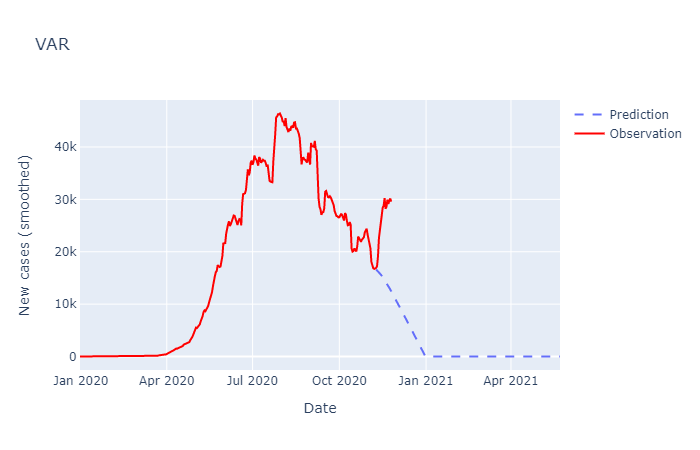 VAR
Prediction
Observation
New cases (smoothed)
40k
30k
20k
10k
0
Jan 2020
Apr 2020
Jul 2020
Oct 2020
Jan 2021
Apr 2021
Date